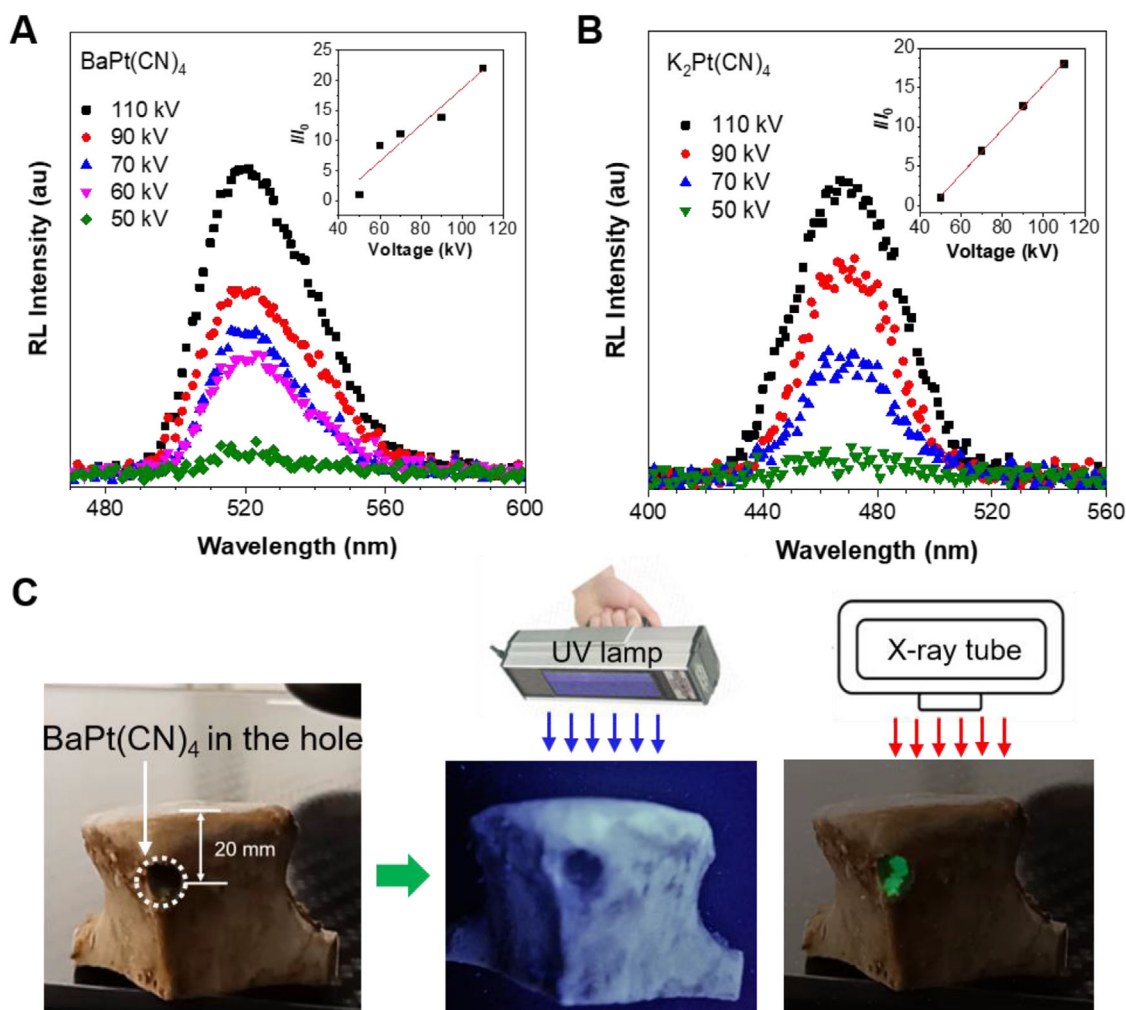 A
BaPt(CN)₄
110 kV
90 kV
70 kV
60 kV
50 kV
RL Intensity (au)
480
520
560
600
Wavelength (nm)
25
20
15
10
5
0
I/I₀
40
60
80
100
120
Voltage (kV)
B
K₂Pt(CN)₄
110 kV
90 kV
70 kV
50 kV
RL Intensity (au)
400
440
480
520
560
Wavelength (nm)
20
15
10
5
0
I/I₀
40
60
80
100
120
Voltage (kV)
C
BaPt(CN)₄ in the hole
20 mm
UV lamp
X-ray tube